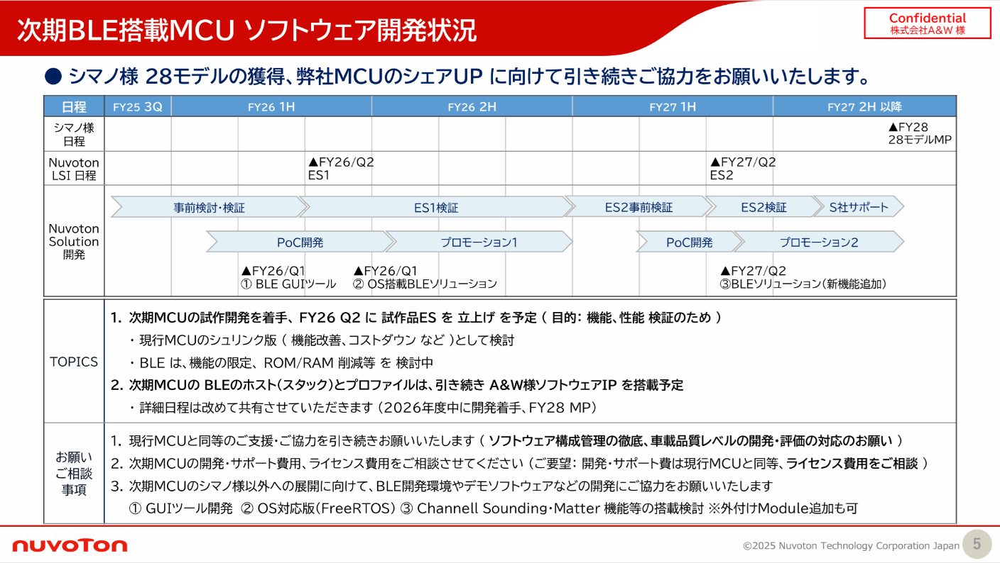 次期BLE搭載MCU ソフトウェア開発状況
Confidential
株式会社A&W 様
● シマノ様 28モデルの獲得、弊社MCUのシェアUP に向けて引き続きご協力をお願いいたします。
日程 FY25 3Q FY26 1H FY26 2H FY27 1H FY27 2H 以降
シマノ様
日程
▲FY28
28モデルMP
Nuvoton
LSI 日程
▲FY26/Q2
ES1
▲FY27/Q2
ES2
Nuvoton
Solution
開発
事前検討・検証 ES1検証 ES2事前検証 ES2検証 S社サポート
PoC開発 プロモーション1 PoC開発 プロモーション2
▲FY26/Q1
① BLE GUIツール
▲FY26/Q1
② OS搭載BLEソリューション
▲FY27/Q2
③BLEソリューション(新機能追加)
TOPICS
1. 次期MCUの試作開発を着手、FY26 Q2 に 試作品ES を 立上げ を予定 ( 目的: 機能、性能 検証のため )
・ 現行MCUのシュリンク版 ( 機能改善、コストダウン など )として検討
・ BLE は、機能の限定、 ROM/RAM 削減等 を 検討中
2. 次期MCUの BLEのホスト(スタック)とプロファイルは、引き続き A&W様ソフトウェアIP を搭載予定
・ 詳細日程は改めて共有させていただきます (2026年度中に開発着手、FY28 MP)
お願い
ご相談
事項
1. 現行MCUと同等のご支援・ご協力を引き続きお願いいたします ( ソフトウェア構成管理の徹底、車載品質レベルの開発・評価の対応のお願い )
2. 次期MCUの開発・サポート費用、ライセンス費用をご相談させてください (ご要望: 開発・サポート費は現行MCUと同等、ライセンス費用をご相談 )
3. 次期MCUのシマノ様以外への展開に向けて、BLE開発環境やデモソフトウェアなどの開発にご協力をお願いいたします
① GUIツール開発 ② OS対応版(FreeRTOS) ③ Channell Sounding・Matter 機能等の搭載検討 ※外付けModule追加も可
nuvoton
©2025 Nuvoton Technology Corporation Japan
5